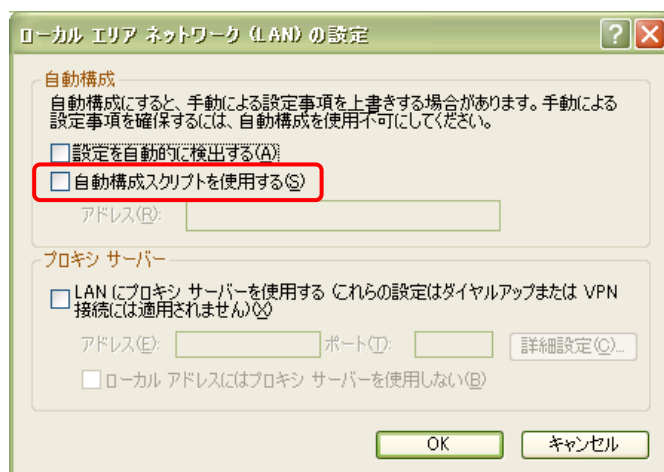 ローカル エリア ネットワーク (LAN) の設定
自動構成
自動構成にすると、手動による設定事項を上書きする場合があります。手動による
設定事項を確保するには、自動構成を使用不可にしてください。
設定を自動的に検出する(A)
自動構成スクリプトを使用する(S)
アドレス(R):
プロキシ サーバー
LAN にプロキシ サーバーを使用する (これらの設定はダイヤルアップまたは VPN
接続には適用されません)(X)
アドレス(E): ポート(T): 詳細設定(C)...
ローカル アドレスにはプロキシ サーバーを使用しない(B)
OK キャンセル